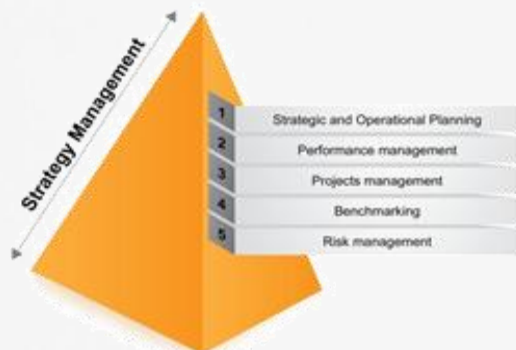 Strategy Management
1 Strategic and Operational Planning
2 Performance management
3 Projects management
4 Benchmarking
5 Risk management